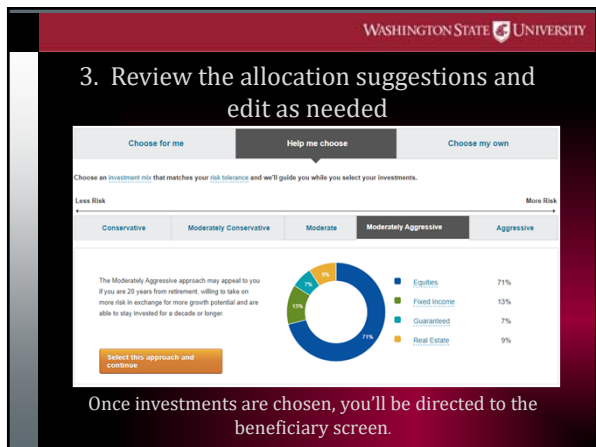 WASHINGTON STATE UNIVERSITY
3. Review the allocation suggestions and
edit as needed
Choose for me Help me choose Choose my own
Choose an investment mix that matches your risk tolerance and we'll guide you while you select your investments.
Less Risk More Risk
Conservative Moderately Conservative Moderate Moderately Aggressive Aggressive
The Moderately Aggressive approach may appeal to you
if you are 20 years from retirement, willing to take on
more risk in exchange for more growth potential and are
able to stay invested for a decade or longer.
Select this approach and
continue
9%
7%
13%
71%
Equities 71%
Fixed Income 13%
Guaranteed 7%
Real Estate 9%
Once investments are chosen, you'll be directed to the
beneficiary screen.